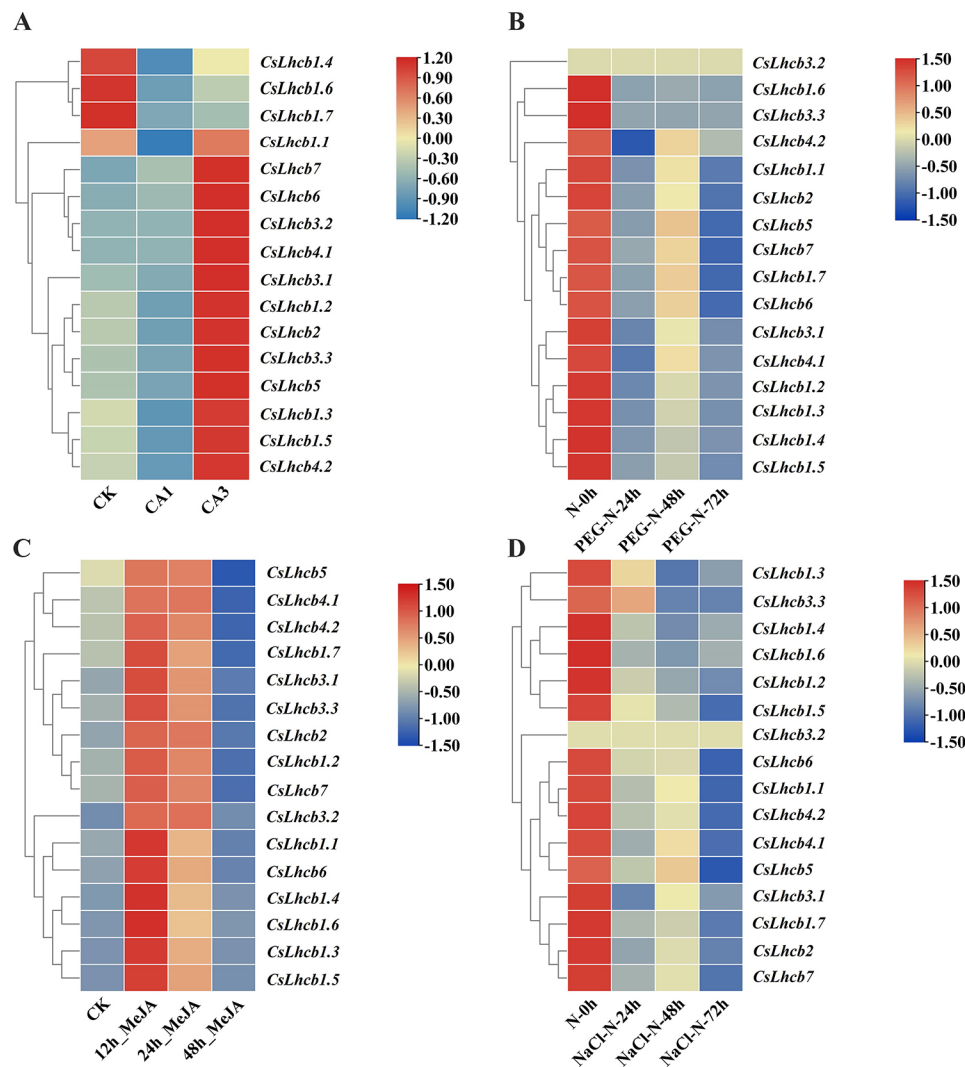 A
CsLhcb1.4
CsLhcb1.6
CsLhcb1.7
CsLhcb1.1
CsLhcb7
CsLhcb6
CsLhcb3.2
CsLhcb4.1
CsLhcb3.1
CsLhcb1.2
CsLhcb2
CsLhcb3.3
CsLhcb5
CsLhcb1.3
CsLhcb1.5
CsLhcb4.2
1.20
0.90
0.60
0.30
0.00
-0.30
-0.60
-0.90
-1.20
CK
CA1
CA3
B
CsLhcb3.2
CsLhcb1.6
CsLhcb3.3
CsLhcb4.2
CsLhcb1.1
CsLhcb2
CsLhcb5
CsLhcb7
CsLhcb1.7
CsLhcb6
CsLhcb3.1
CsLhcb4.1
CsLhcb1.2
CsLhcb1.3
CsLhcb1.4
CsLhcb1.5
1.50
1.00
0.50
0.00
-0.50
-1.00
-1.50
N-0h
PEG-N-24h
PEG-N-48h
PEG-N-72h
C
CsLhcb5
CsLhcb4.1
CsLhcb4.2
CsLhcb1.7
CsLhcb3.1
CsLhcb3.3
CsLhcb2
CsLhcb1.2
CsLhcb7
CsLhcb3.2
CsLhcb1.1
CsLhcb6
CsLhcb1.4
CsLhcb1.6
CsLhcb1.3
CsLhcb1.5
1.50
1.00
0.50
0.00
-0.50
-1.00
-1.50
CK
12h_MeJA
24h_MeJA
48h_MeJA
D
CsLhcb1.3
CsLhcb3.3
CsLhcb1.4
CsLhcb1.6
CsLhcb1.2
CsLhcb1.5
CsLhcb3.2
CsLhcb6
CsLhcb1.1
CsLhcb4.2
CsLhcb4.1
CsLhcb5
CsLhcb3.1
CsLhcb1.7
CsLhcb2
CsLhcb7
1.50
1.00
0.50
0.00
-0.50
-1.00
-1.50
N-0h
NaCl-N-24h
NaCl-N-48h
NaCl-N-72h